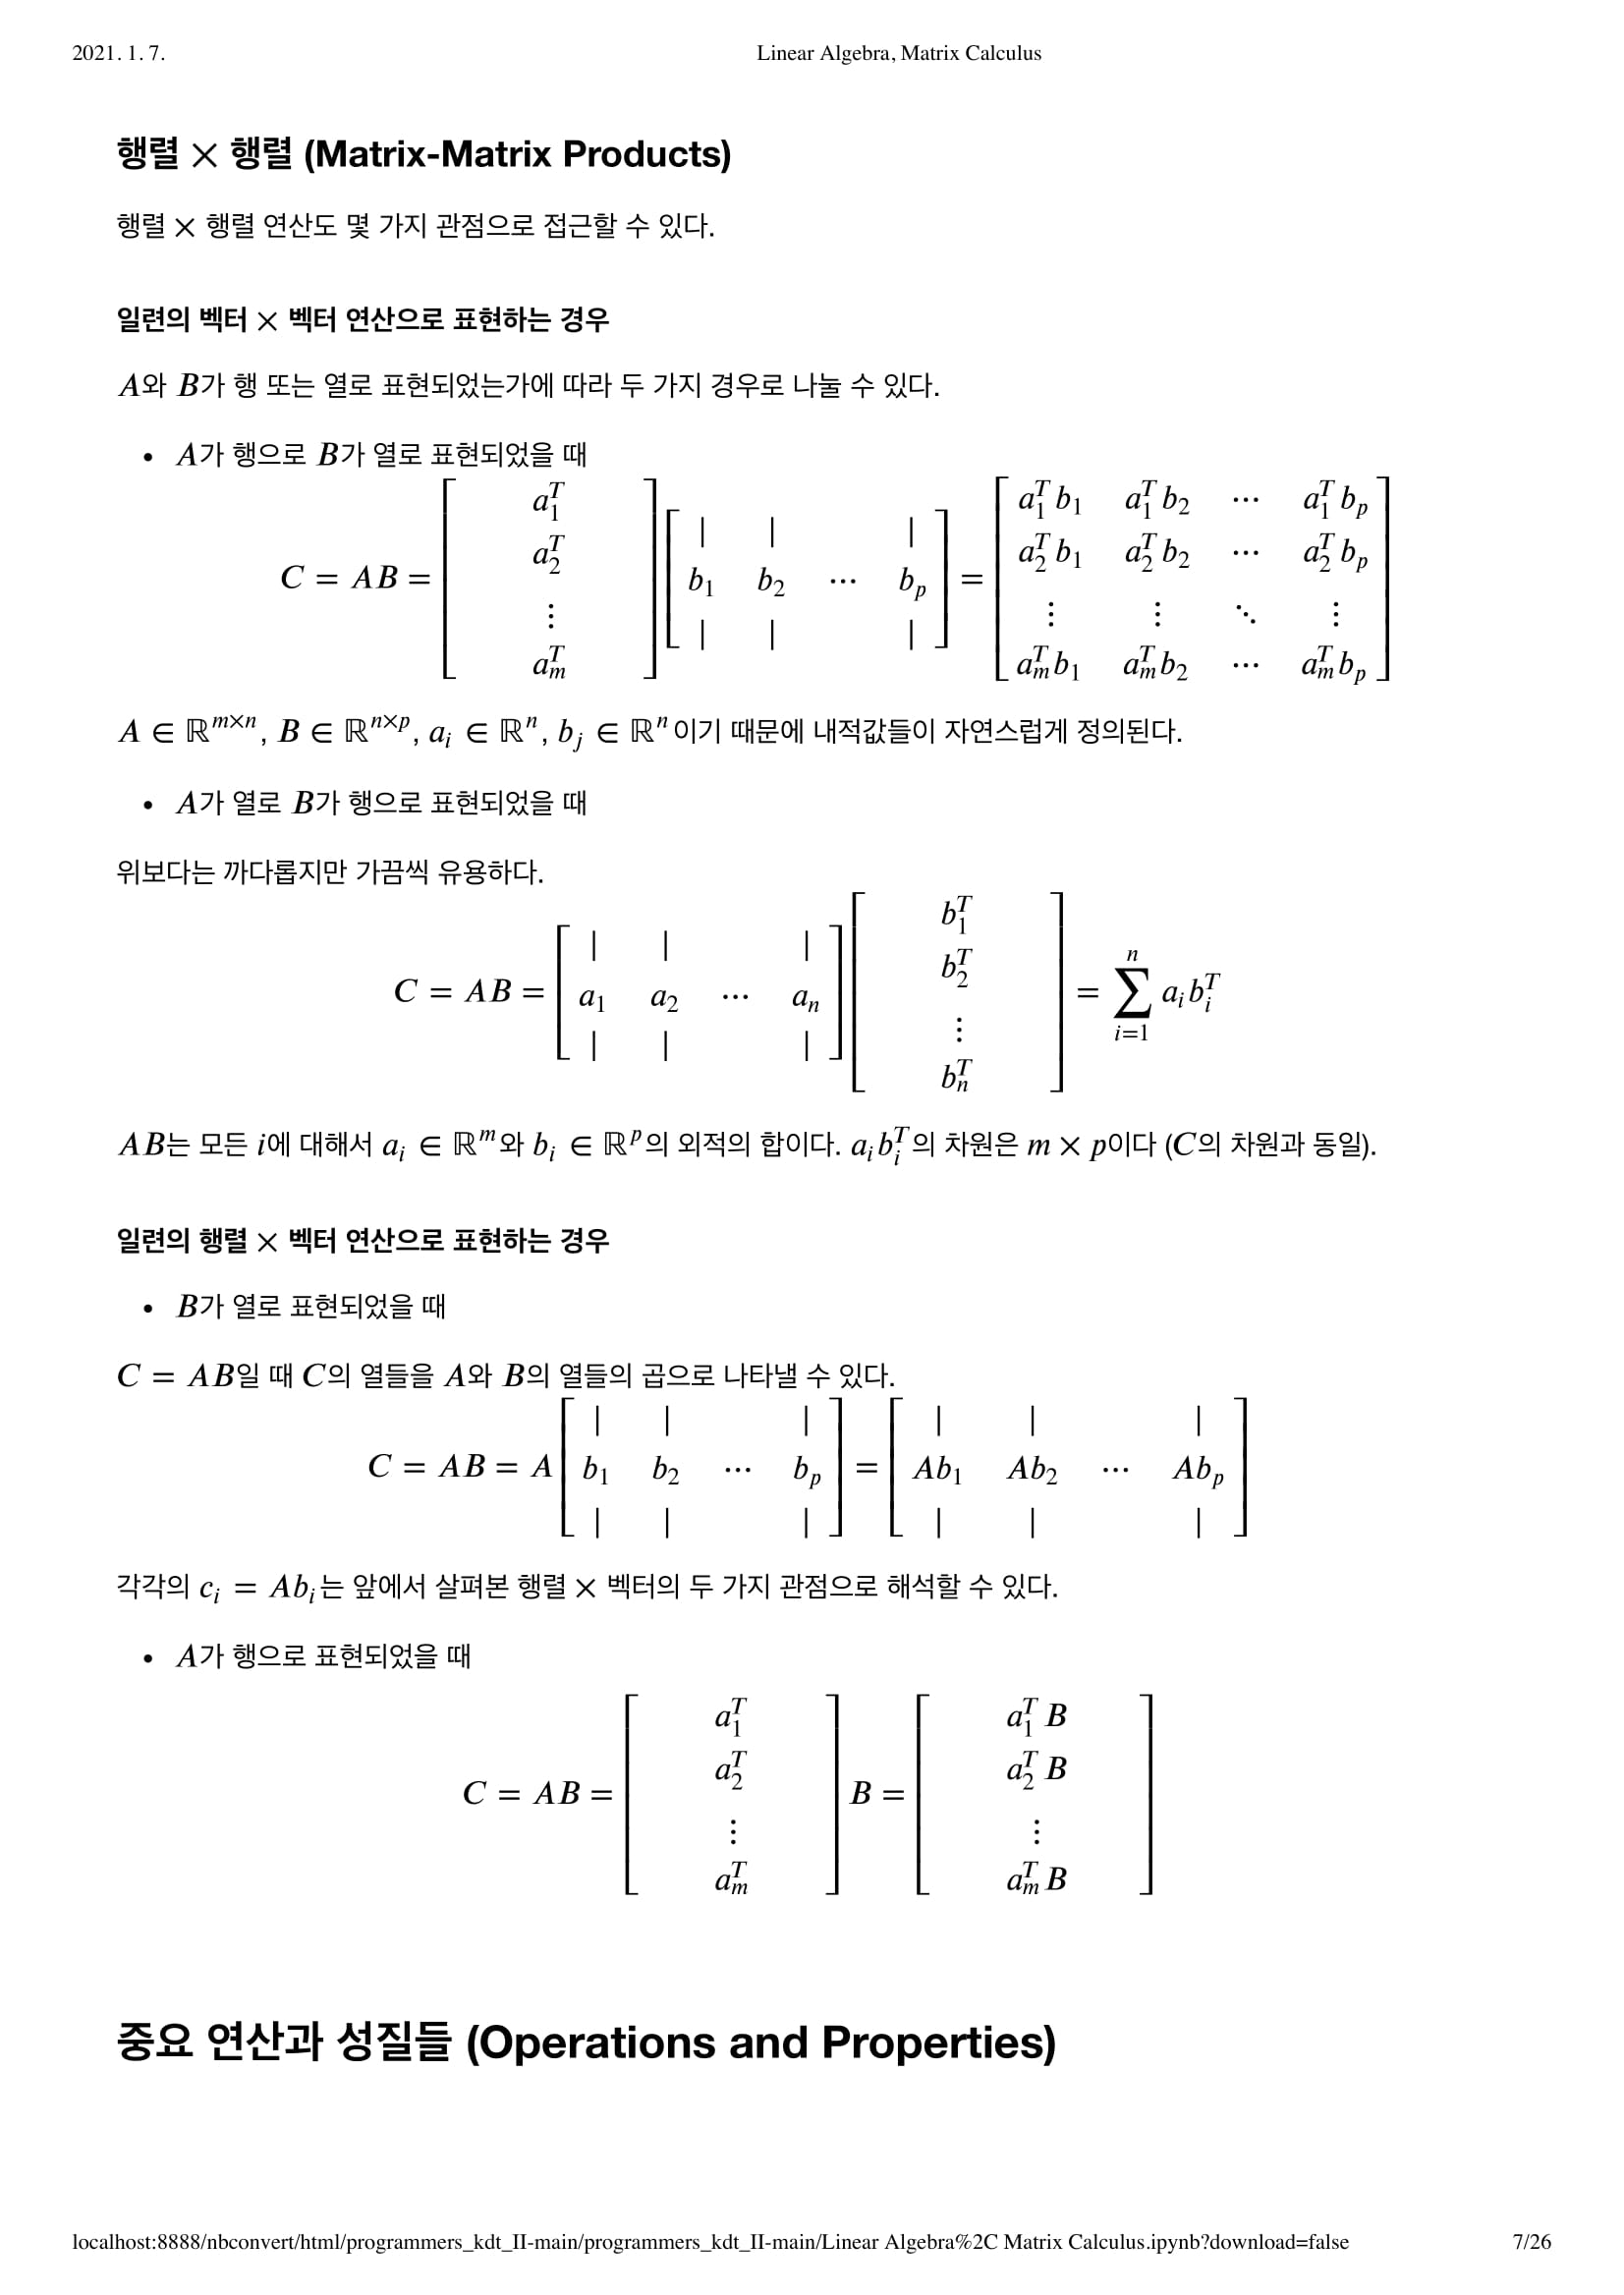 2021. 1. 7. Linear Algebra, Matrix Calculus
행렬 × 행렬 (Matrix-Matrix Products)
행렬 × 행렬 연산도 몇 가지 관점으로 접근할 수 있다.
일련의 벡터 × 벡터 연산으로 표현하는 경우
$A$와 $B$가 행 또는 열로 표현되었는가에 따라 두 가지 경우로 나눌 수 있다.
• $A$가 행으로 $B$가 열로 표현되었을 때
$C = AB = \begin{bmatrix} a_1^T \\ a_2^T \\ \vdots \\ a_m^T \end{bmatrix} \begin{bmatrix} | & | & & | \\ b_1 & b_2 & \cdots & b_p \\ | & | & & | \end{bmatrix} = \begin{bmatrix} a_1^T b_1 & a_1^T b_2 & \cdots & a_1^T b_p \\ a_2^T b_1 & a_2^T b_2 & \cdots & a_2^T b_p \\ \vdots & \vdots & \ddots & \vdots \\ a_m^T b_1 & a_m^T b_2 & \cdots & a_m^T b_p \end{bmatrix}$
$A \in \mathbb{R}^{m \times n}$, $B \in \mathbb{R}^{n \times p}$, $a_i \in \mathbb{R}^n$, $b_j \in \mathbb{R}^n$이기 때문에 내적값들이 자연스럽게 정의된다.
• $A$가 열로 $B$가 행으로 표현되었을 때
위보다는 까다롭지만 가끔씩 유용하다.
$C = AB = \begin{bmatrix} | & | & & | \\ a_1 & a_2 & \cdots & a_n \\ | & | & & | \end{bmatrix} \begin{bmatrix} b_1^T \\ b_2^T \\ \vdots \\ b_n^T \end{bmatrix} = \sum_{i=1}^{n} a_i b_i^T$
$AB$는 모든 $i$에 대해서 $a_i \in \mathbb{R}^m$와 $b_i \in \mathbb{R}^p$의 외적의 합이다. $a_i b_i^T$의 차원은 $m \times p$이다 ($C$의 차원과 동일).
일련의 행렬 × 벡터 연산으로 표현하는 경우
• $B$가 열로 표현되었을 때
$C = AB$일 때 $C$의 열들을 $A$와 $B$의 열들의 곱으로 나타낼 수 있다.
$C = AB = A \begin{bmatrix} | & | & & | \\ b_1 & b_2 & \cdots & b_p \\ | & | & & | \end{bmatrix} = \begin{bmatrix} | & | & & | \\ Ab_1 & Ab_2 & \cdots & Ab_p \\ | & | & & | \end{bmatrix}$
각각의 $c_i = Ab_i$는 앞에서 살펴본 행렬 × 벡터의 두 가지 관점으로 해석할 수 있다.
• $A$가 행으로 표현되었을 때
$C = AB = \begin{bmatrix} a_1^T \\ a_2^T \\ \vdots \\ a_m^T \end{bmatrix} B = \begin{bmatrix} a_1^T B \\ a_2^T B \\ \vdots \\ a_m^T B \end{bmatrix}$
중요 연산과 성질들 (Operations and Properties)
localhost:8888/nbconvert/html/programmers_kdt_II-main/programmers_kdt_II-main/Linear Algebra%2C Matrix Calculus.ipynb?download=false 7/26